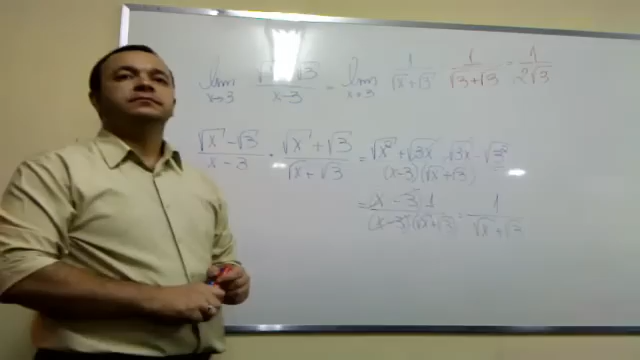 lim x→3 (√x - √3)/(x-3) = lim x→3 1/(√x + √3) 1/(√3+√3) = 1/(2√3)
(√x - √3)/(x - 3) · (√x + √3)/(√x + √3) = (√x² + √3x - √3x - √3²)/((x-3)(√x + √3))
= (x - 3) 1/((x-3)(√x+√3)) = 1/(√x + √3)